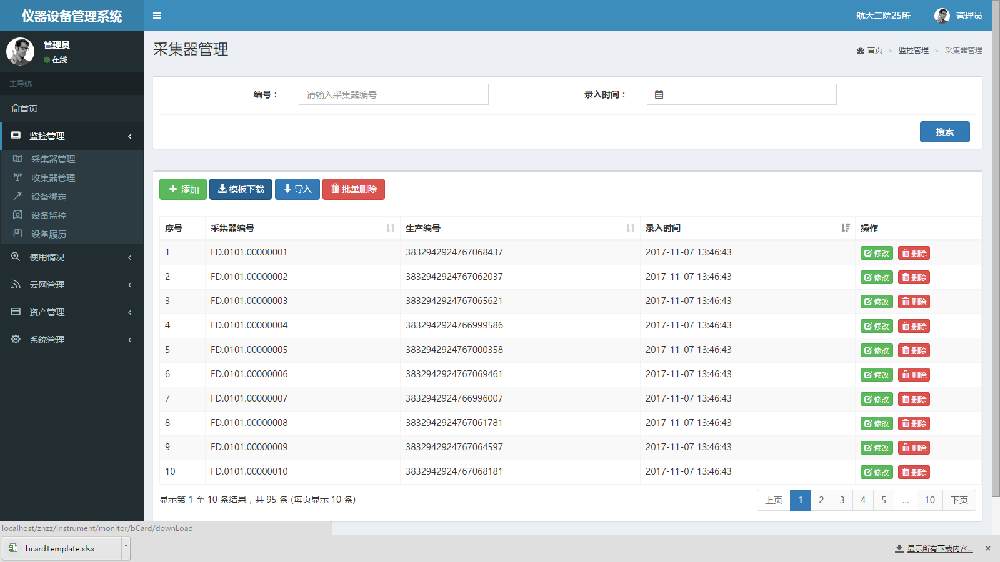 仪器设备管理系统
航天二院25所
管理员
管理员
在线
主导航
首页
监控管理
采集器管理
收集器管理
设备绑定
设备监控
设备履历
使用情况
云网管理
资产管理
系统管理
采集器管理
首页 > 监控管理 > 采集器管理
编号：
请输入采集器编号
录入时间：
搜索
添加
模板下载
导入
批量删除
序号 采集器编号 生产编号 录入时间 操作
1 FD.0101.00000001 3832942924767068437 2017-11-07 13:46:43 修改 删除
2 FD.0101.00000002 3832942924767062037 2017-11-07 13:46:43 修改 删除
3 FD.0101.00000003 3832942924767065621 2017-11-07 13:46:43 修改 删除
4 FD.0101.00000004 3832942924766999586 2017-11-07 13:46:43 修改 删除
5 FD.0101.00000005 3832942924767000358 2017-11-07 13:46:43 修改 删除
6 FD.0101.00000006 3832942924767069461 2017-11-07 13:46:43 修改 删除
7 FD.0101.00000007 3832942924766996007 2017-11-07 13:46:43 修改 删除
8 FD.0101.00000008 3832942924767061781 2017-11-07 13:46:43 修改 删除
9 FD.0101.00000009 3832942924767064597 2017-11-07 13:46:43 修改 删除
10 FD.0101.00000010 3832942924767068181 2017-11-07 13:46:43 修改 删除
显示第 1 至 10 条结果，共 95 条 (每页显示 10 条)
上页 1 2 3 4 5 ... 10 下页
localhost/znzz/instrument/monitor/bCard/downLoad
bcardTemplate.xlsx
显示所有下载内容...